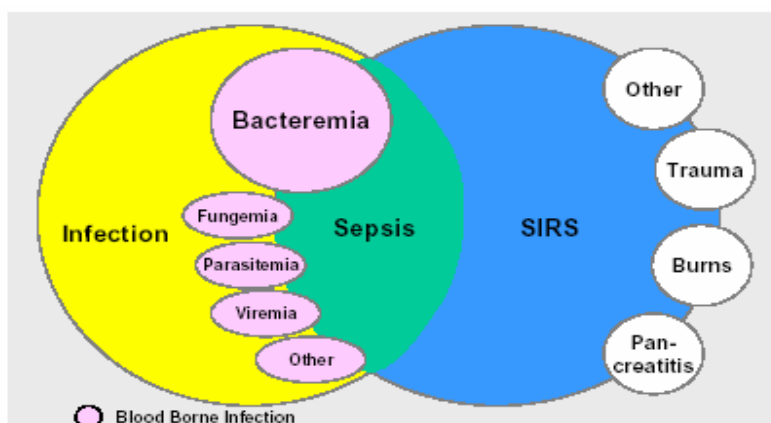 Bacteremia
Fungemia
Parasitemia
Viremia
Other
Infection
Sepsis
SIRS
Other
Trauma
Burns
Pan-
creatitis
Blood Borne Infection